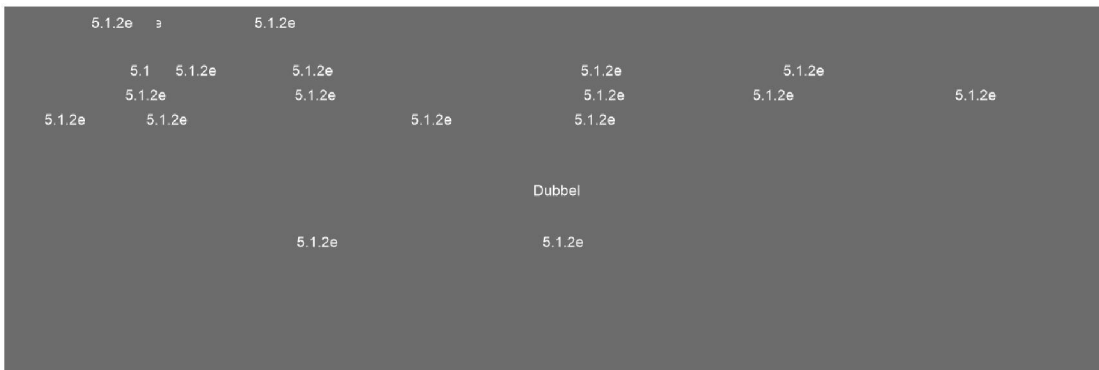 5.1.2e e 5.1.2e
5.1 5.1.2e 5.1.2e 5.1.2e 5.1.2e
5.1.2e 5.1.2e 5.1.2e 5.1.2e 5.1.2e
5.1.2e 5.1.2e 5.1.2e 5.1.2e
Dubbel
5.1.2e 5.1.2e